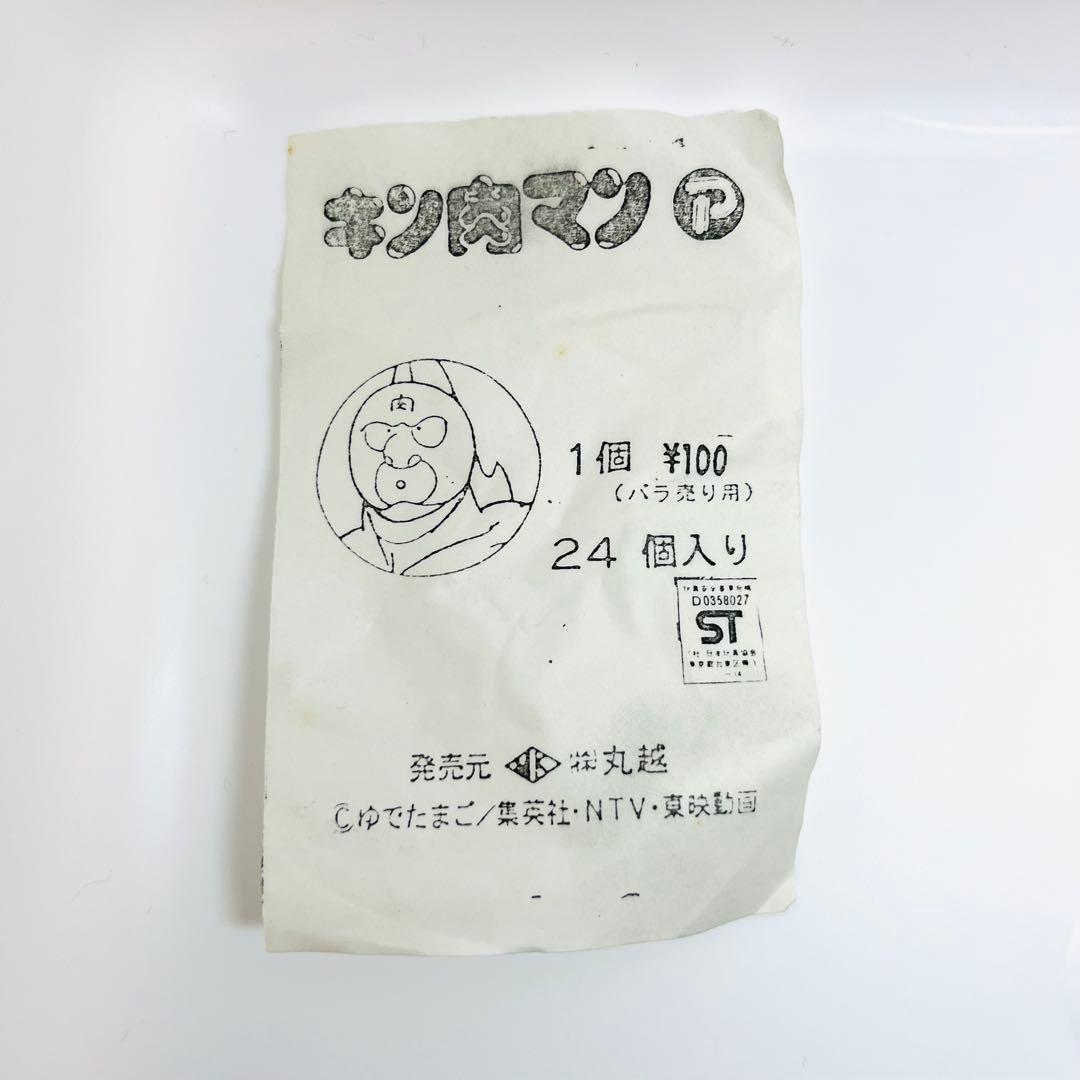 キン肉マン ア
肉
1個 ¥100
(バラ売り用)
24 個入り
D0358027
ST
発売元 ㈱丸越
©ゆでたまご/集英社・NTV・東映動画